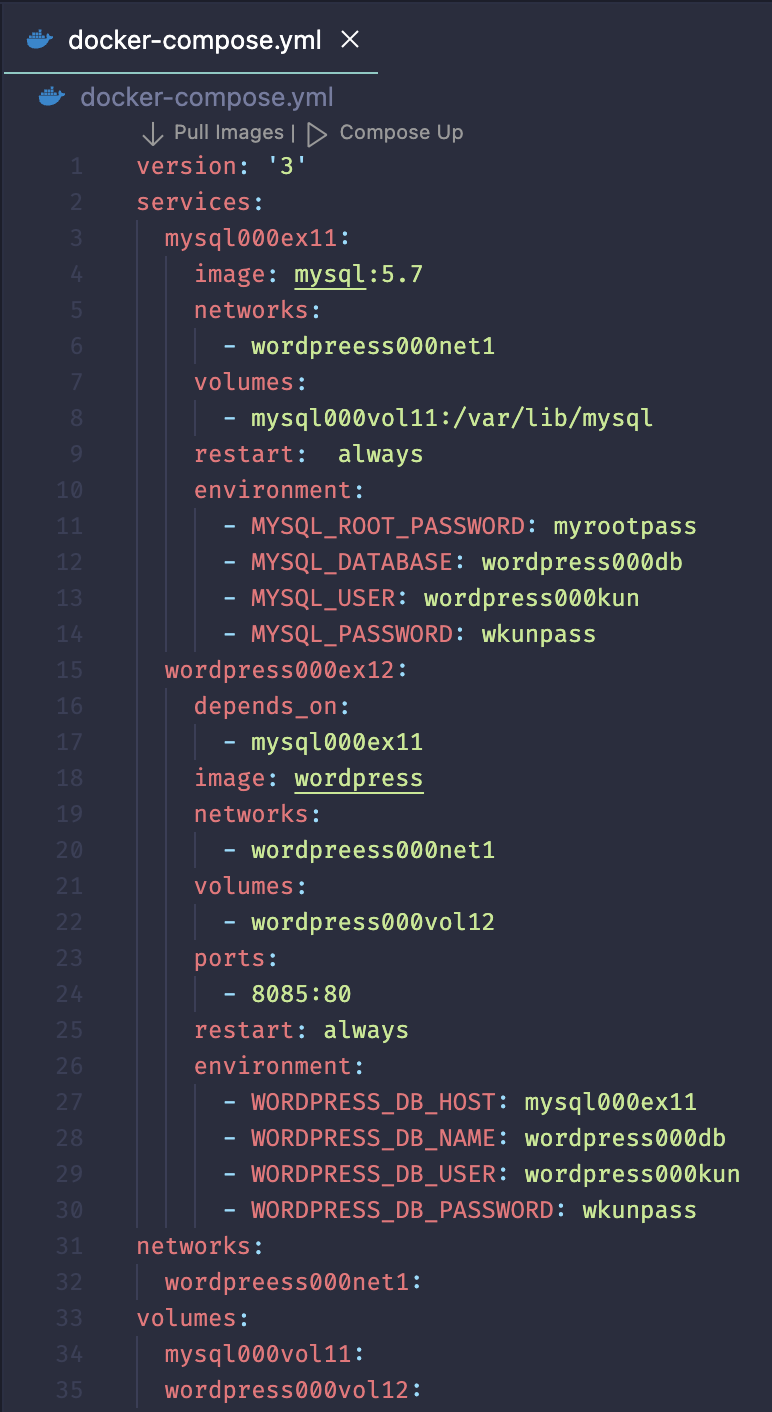 docker-compose.yml ×
docker-compose.yml
Pull Images | Compose Up
1 version: '3'
2 services:
3   mysql000ex11:
4     image: mysql:5.7
5     networks:
6       - wordpreess000net1
7     volumes:
8       - mysql000vol11:/var/lib/mysql
9     restart:  always
10     environment:
11       - MYSQL_ROOT_PASSWORD: myrootpass
12       - MYSQL_DATABASE: wordpress000db
13       - MYSQL_USER: wordpress000kun
14       - MYSQL_PASSWORD: wkunpass
15   wordpress000ex12:
16     depends_on:
17       - mysql000ex11
18     image: wordpress
19     networks:
20       - wordpreess000net1
21     volumes:
22       - wordpress000vol12
23     ports:
24       - 8085:80
25     restart: always
26     environment:
27       - WORDPRESS_DB_HOST: mysql000ex11
28       - WORDPRESS_DB_NAME: wordpress000db
29       - WORDPRESS_DB_USER: wordpress000kun
30       - WORDPRESS_DB_PASSWORD: wkunpass
31 networks:
32   wordpreess000net1:
33 volumes:
34   mysql000vol11:
35   wordpress000vol12: